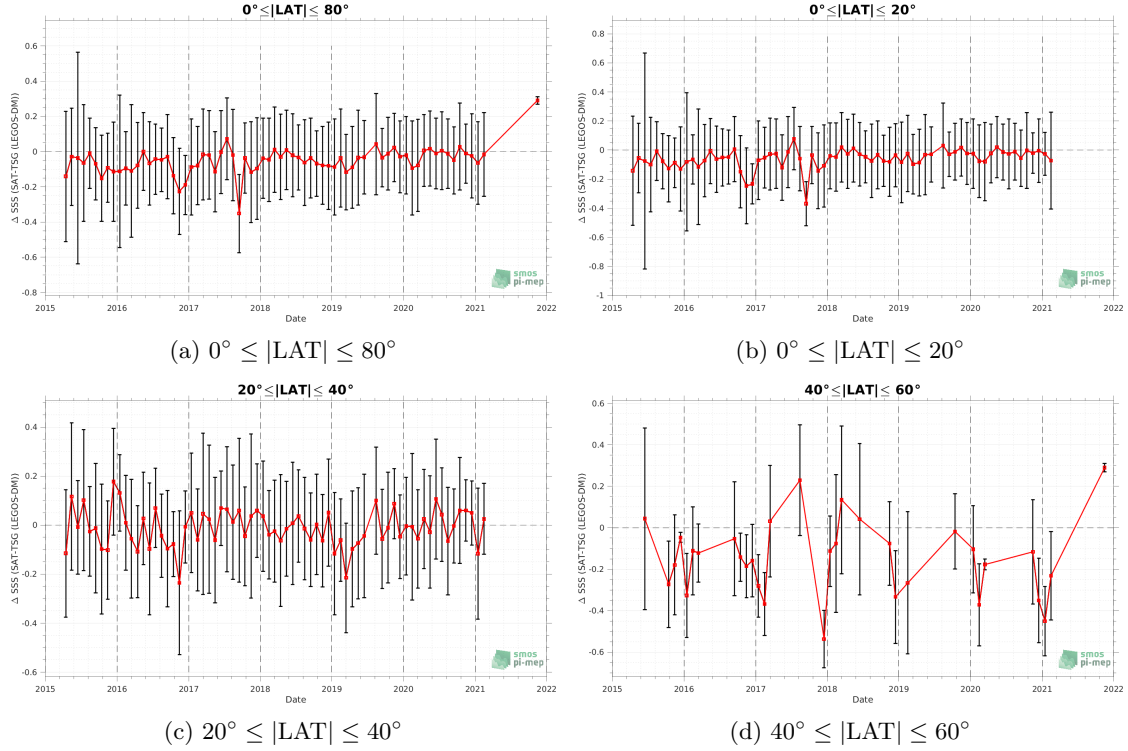 0°≤|LAT|≤ 80°
Δ SSS (SAT-TSG (LEGOS-DM))
0.6
0.4
0.2
0
-0.2
-0.4
-0.6
-0.8
2015 2016 2017 2018 2019 2020 2021 2022
Date
smos
pi-mep
(a) 0° ≤ |LAT| ≤ 80°
0°≤|LAT|≤ 20°
Δ SSS (SAT-TSG (LEGOS-DM))
0.8
0.6
0.4
0.2
0
-0.2
-0.4
-0.6
-0.8
-1
2015 2016 2017 2018 2019 2020 2021 2022
Date
smos
pi-mep
(b) 0° ≤ |LAT| ≤ 20°
20°≤|LAT|≤ 40°
Δ SSS (SAT-TSG (LEGOS-DM))
0.4
0.2
0
-0.2
-0.4
-0.6
2015 2016 2017 2018 2019 2020 2021 2022
Date
smos
pi-mep
(c) 20° ≤ |LAT| ≤ 40°
40°≤|LAT|≤ 60°
Δ SSS (SAT-TSG (LEGOS-DM))
0.6
0.4
0.2
0
-0.2
-0.4
-0.6
2015 2016 2017 2018 2019 2020 2021 2022
Date
smos
pi-mep
(d) 40° ≤ |LAT| ≤ 60°